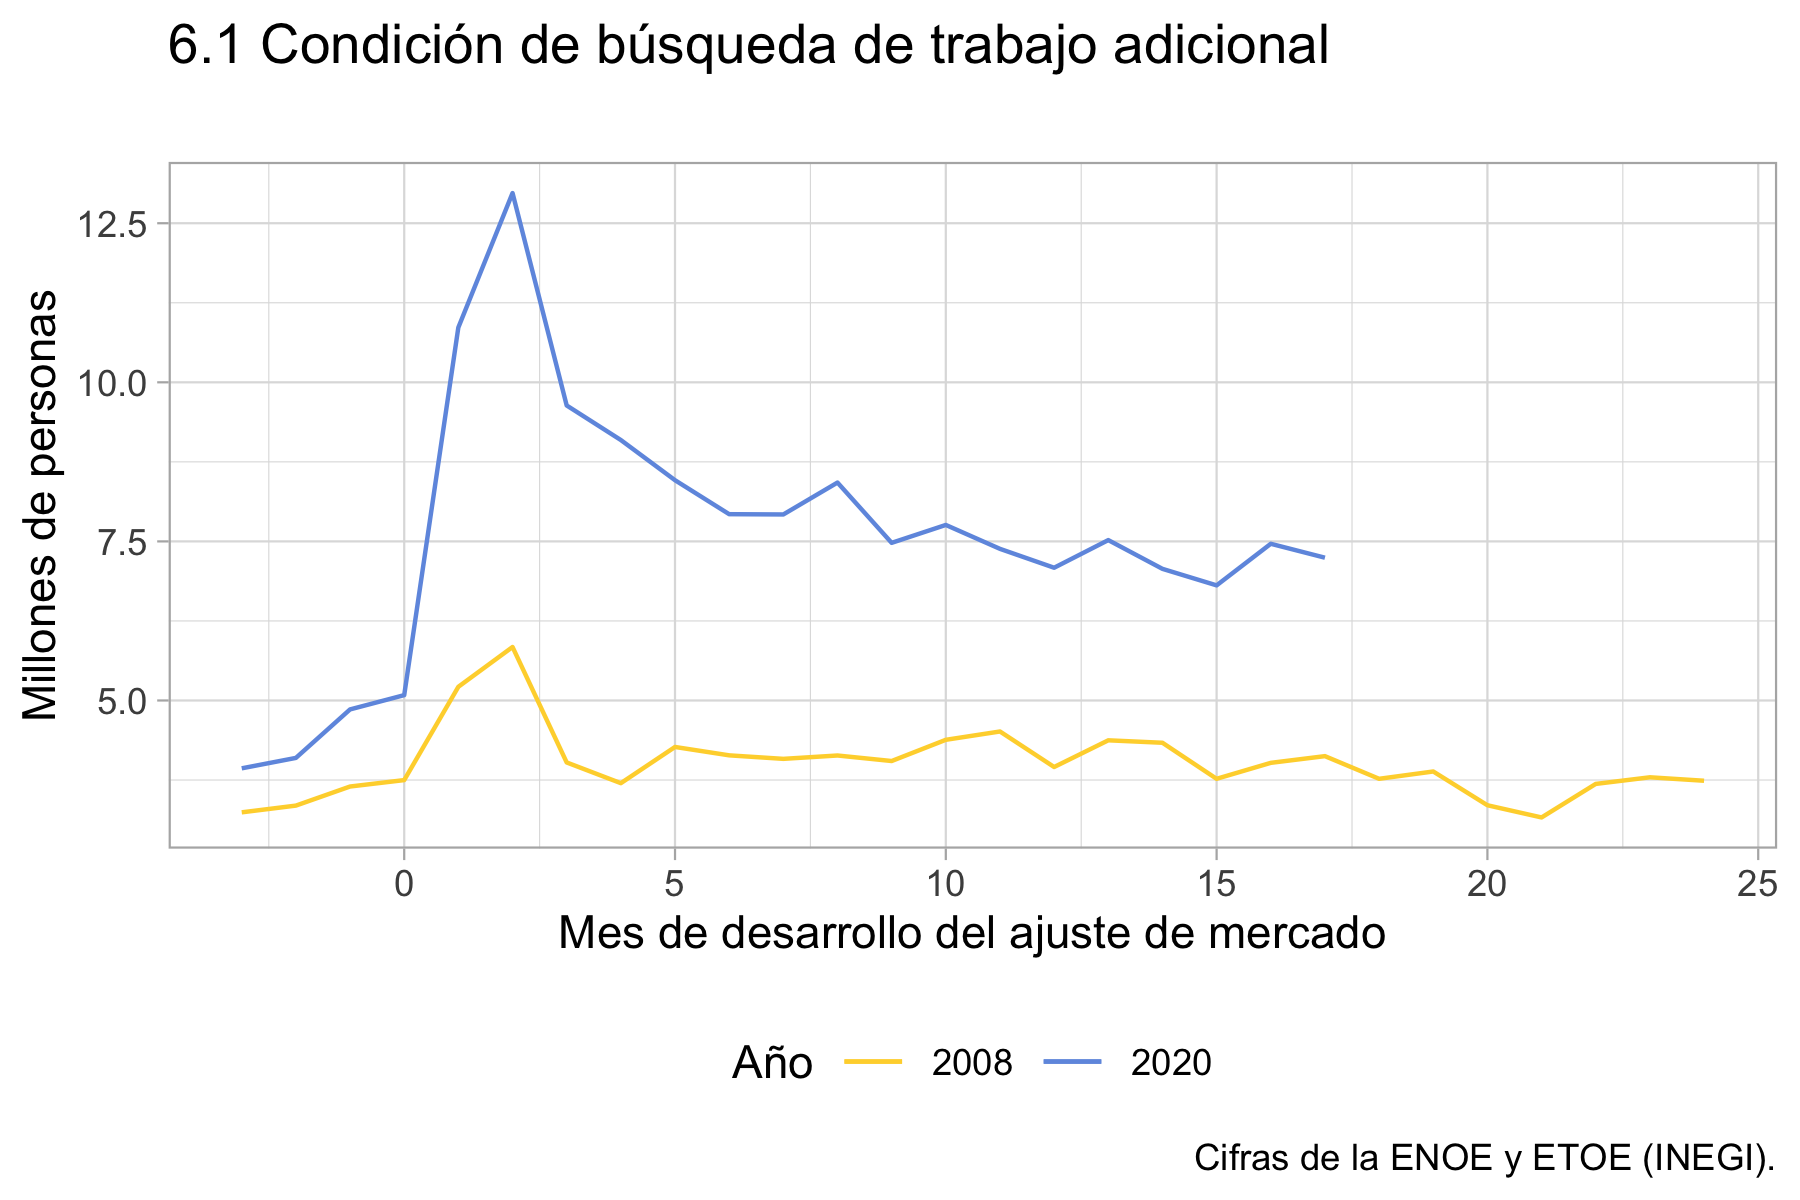 6.1 Condición de búsqueda de trabajo adicional
Millones de personas
12.5
10.0
7.5
5.0
0 5 10 15 20 25
Mes de desarrollo del ajuste de mercado
Año 2008 2020
Cifras de la ENOE y ETOE (INEGI).